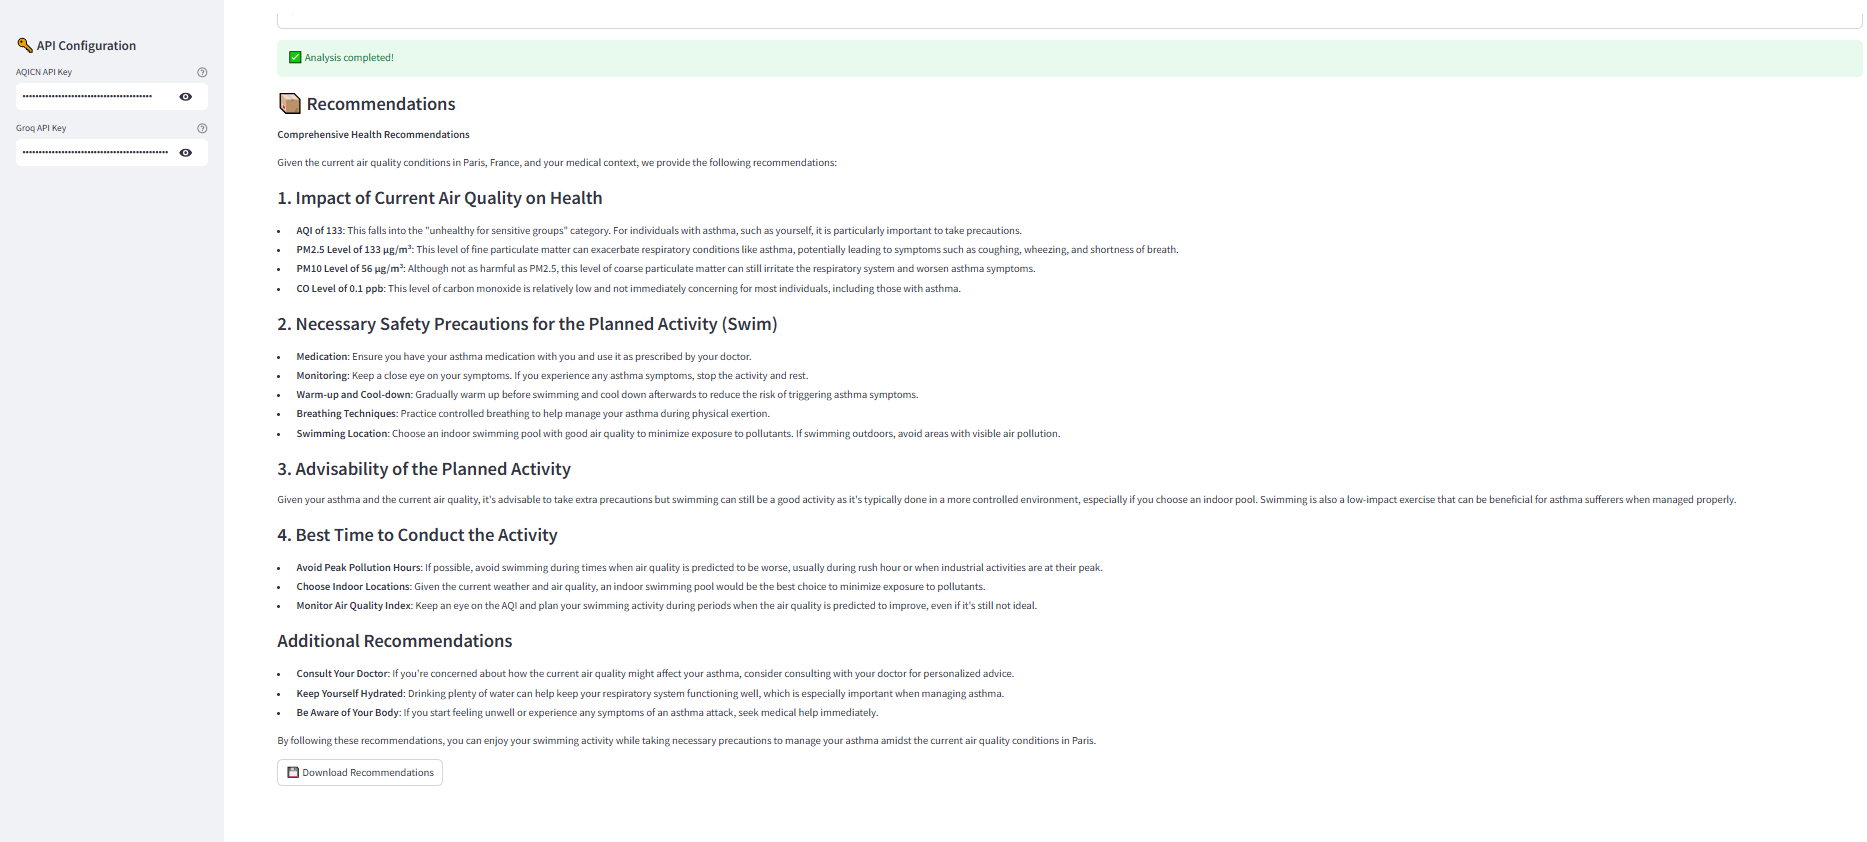 API Configuration
AQICN API Key
••••••••••••••••••••••••••••••••••••••••
Groq API Key
••••••••••••••••••••••••••••••••••••••••••••••••
Analysis completed!
Recommendations
Comprehensive Health Recommendations
Given the current air quality conditions in Paris, France, and your medical context, we provide the following recommendations:
1. Impact of Current Air Quality on Health
• AQI of 133: This falls into the "unhealthy for sensitive groups" category. For individuals with asthma, such as yourself, it is particularly important to take precautions.
• PM2.5 Level of 133 µg/m³: This level of fine particulate matter can exacerbate respiratory conditions like asthma, potentially leading to symptoms such as coughing, wheezing, and shortness of breath.
• PM10 Level of 56 µg/m³: Although not as harmful as PM2.5, this level of coarse particulate matter can still irritate the respiratory system and worsen asthma symptoms.
• CO Level of 0.1 ppb: This level of carbon monoxide is relatively low and not immediately concerning for most individuals, including those with asthma.
2. Necessary Safety Precautions for the Planned Activity (Swim)
• Medication: Ensure you have your asthma medication with you and use it as prescribed by your doctor.
• Monitoring: Keep a close eye on your symptoms. If you experience any asthma symptoms, stop the activity and rest.
• Warm-up and Cool-down: Gradually warm up before swimming and cool down afterwards to reduce the risk of triggering asthma symptoms.
• Breathing Techniques: Practice controlled breathing to help manage your asthma during physical exertion.
• Swimming Location: Choose an indoor swimming pool with good air quality to minimize exposure to pollutants. If swimming outdoors, avoid areas with visible air pollution.
3. Advisability of the Planned Activity
Given your asthma and the current air quality, it's advisable to take extra precautions but swimming can still be a good activity as it's typically done in a more controlled environment, especially if you choose an indoor pool. Swimming is also a low-impact exercise that can be beneficial for asthma sufferers when managed properly.
4. Best Time to Conduct the Activity
• Avoid Peak Pollution Hours: If possible, avoid swimming during times when air quality is predicted to be worse, usually during rush hour or when industrial activities are at their peak.
• Choose Indoor Locations: Given the current weather and air quality, an indoor swimming pool would be the best choice to minimize exposure to pollutants.
• Monitor Air Quality Index: Keep an eye on the AQI and plan your swimming activity during periods when the air quality is predicted to improve, even if it's still not ideal.
Additional Recommendations
• Consult Your Doctor: If you're concerned about how the current air quality might affect your asthma, consider consulting with your doctor for personalized advice.
• Keep Yourself Hydrated: Drinking plenty of water can help keep your respiratory system functioning well, which is especially important when managing asthma.
• Be Aware of Your Body: If you start feeling unwell or experience any symptoms of an asthma attack, seek medical help immediately.
By following these recommendations, you can enjoy your swimming activity while taking necessary precautions to manage your asthma amidst the current air quality conditions in Paris.
Download Recommendations